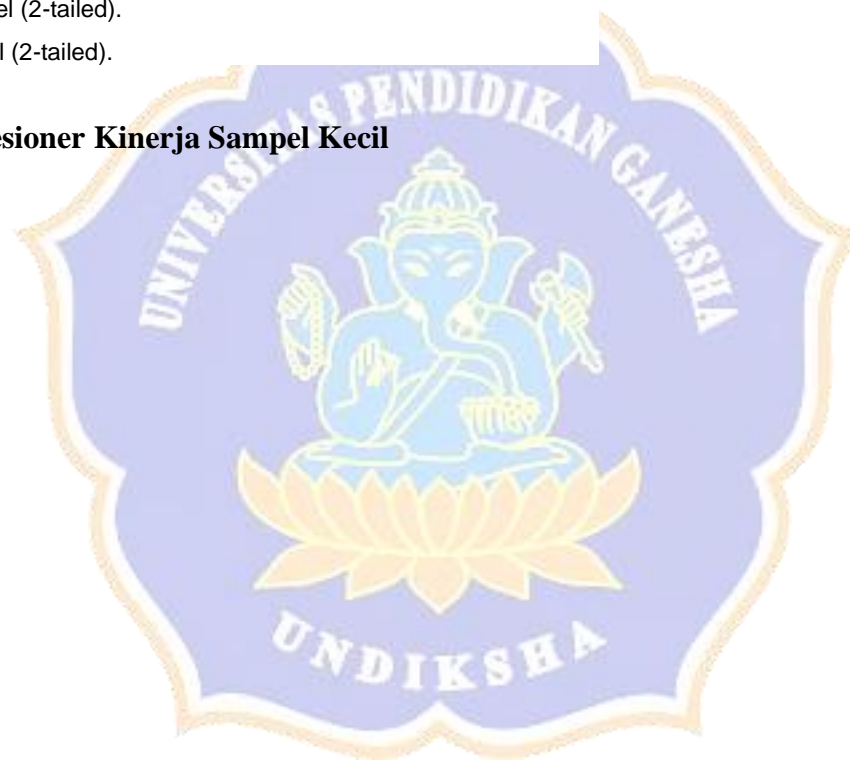 el (2-tailed).
l (2-tailed).
esioner Kinerja Sampel Kecil
UNIVERSITAS PENDIDIKAN GANESHA
UNDIKSHA